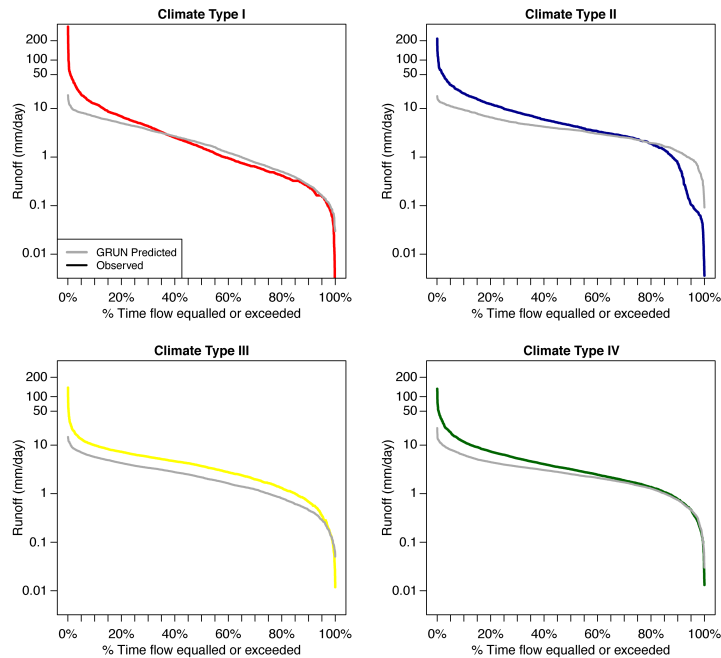 Climate Type I
Runoff (mm/day)
200
100
50
10
1
0.1
0.01
GRUN Predicted
Observed
0% 20% 40% 60% 80% 100%
% Time flow equalled or exceeded
Climate Type II
Runoff (mm/day)
200
100
50
10
1
0.1
0.01
0% 20% 40% 60% 80% 100%
% Time flow equalled or exceeded
Climate Type III
Runoff (mm/day)
200
100
50
10
1
0.1
0.01
0% 20% 40% 60% 80% 100%
% Time flow equalled or exceeded
Climate Type IV
Runoff (mm/day)
200
100
50
10
1
0.1
0.01
0% 20% 40% 60% 80% 100%
% Time flow equalled or exceeded